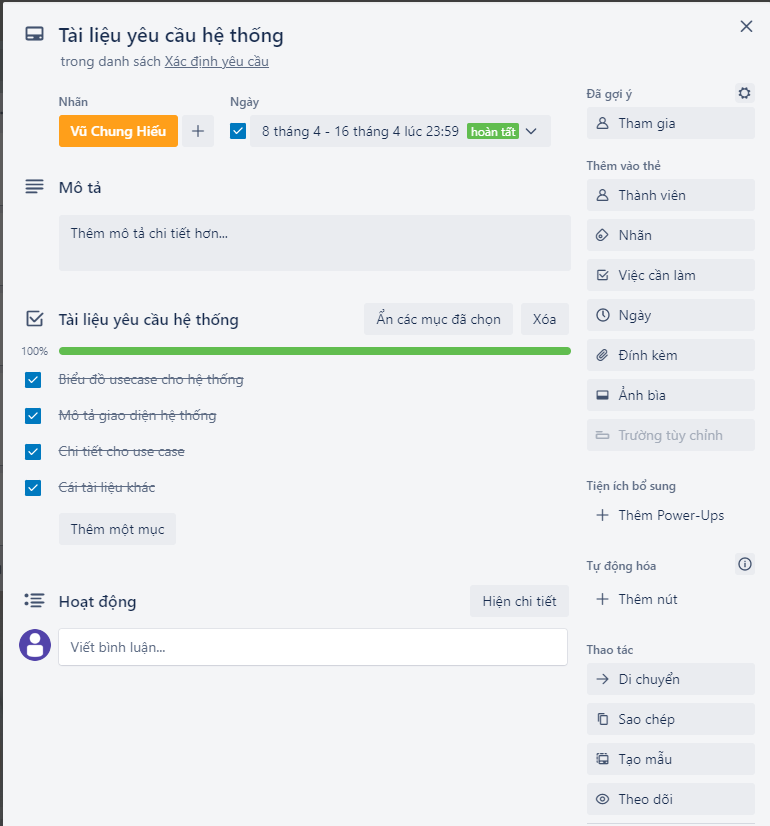 Tài liệu yêu cầu hệ thống
trong danh sách Xác định yêu cầu
Nhãn
Ngày
Vũ Chung Hiếu
8 tháng 4 - 16 tháng 4 lúc 23:59 hoàn tất
Mô tả
Thêm mô tả chi tiết hơn...
Tài liệu yêu cầu hệ thống
Ẩn các mục đã chọn
Xóa
100%
Biểu đồ usecase cho hệ thống
Mô tả giao diện hệ thống
Chi tiết cho use case
Cái tài liệu khác
Thêm một mục
Hoạt động
Hiện chi tiết
Viết bình luận...
Đã gợi ý
Tham gia
Thêm vào thẻ
Thành viên
Nhãn
Việc cần làm
Ngày
Đính kèm
Ảnh bìa
Trường tùy chỉnh
Tiện ích bổ sung
Thêm Power-Ups
Tự động hóa
Thêm nút
Thao tác
Di chuyển
Sao chép
Tạo mẫu
Theo dõi